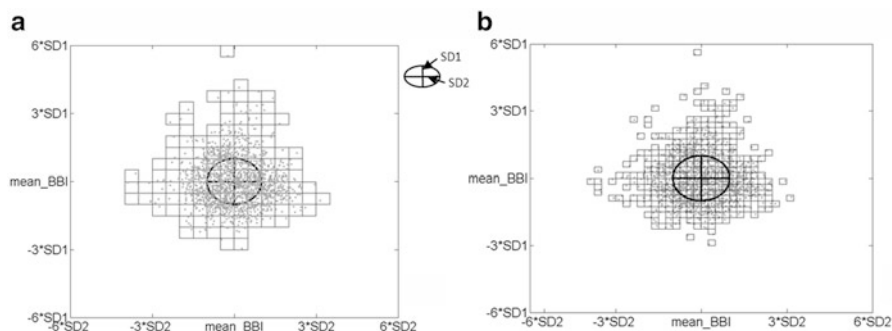 a
6*SD1
3*SD1
mean_BBI
-3*SD1
-6*SD1
-6*SD2
-3*SD2
mean_BBI
3*SD2
6*SD2
SD1
SD2
b
6*SD1
3*SD1
mean_BBI
-3*SD1
-6*SD1
-6*SD2
-3*SD2
mean_BBI
3*SD2
6*SD2